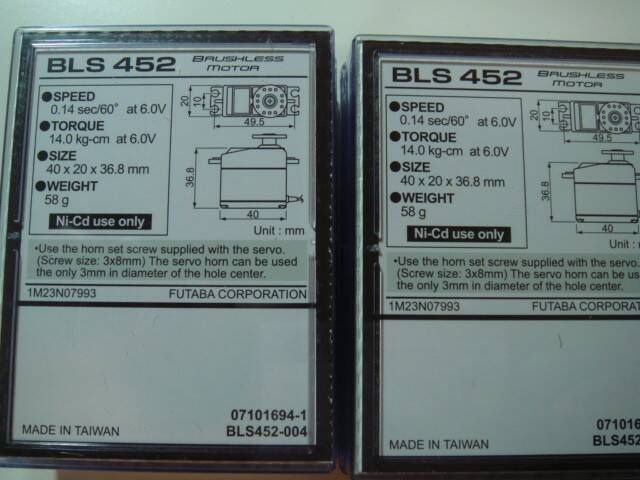 BLS 452 BRUSHLESS MOTOR
●SPEED
0.14 sec/60° at 6.0V
●TORQUE
14.0 kg-cm at 6.0V
●SIZE
40 x 20 x 36.8 mm
●WEIGHT
58 g
Ni-Cd use only
20
10
49.5
36.8
40
Unit : mm
•Use the horn set screw supplied with the servo.
(Screw size: 3x8mm) The servo horn can be used
the only 3mm in diameter of the hole center.
1M23N07993 FUTABA CORPORATION
07101694-1
MADE IN TAIWAN BLS452-004
BLS 452 BRUSHLESS MOTOR
●SPEED
0.14 sec/60° at 6.0V
●TORQUE
14.0 kg-cm at 6.0V
●SIZE
40 x 20 x 36.8 mm
●WEIGHT
58 g
Ni-Cd use only
20
10
49.5
36.8
40
Unit :
•Use the horn set screw supplied with the servo.
(Screw size: 3x8mm) The servo horn can be us
the only 3mm in diameter of the hole center.
1M23N07993 FUTABA CORPORAT
071016
MADE IN TAIWAN BLS452